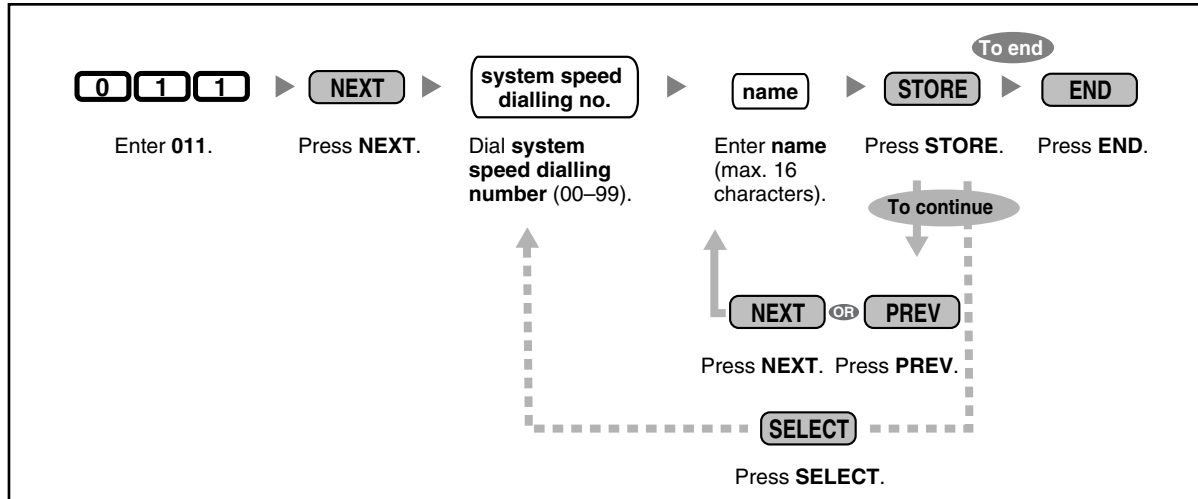 To end
0 1 1 NEXT system speed dialling no. name STORE END
Enter 011. Press NEXT. Dial system speed dialling number (00–99). Enter name (max. 16 characters). Press STORE. Press END.
To continue
NEXT OR PREV
Press NEXT. Press PREV.
SELECT
Press SELECT.